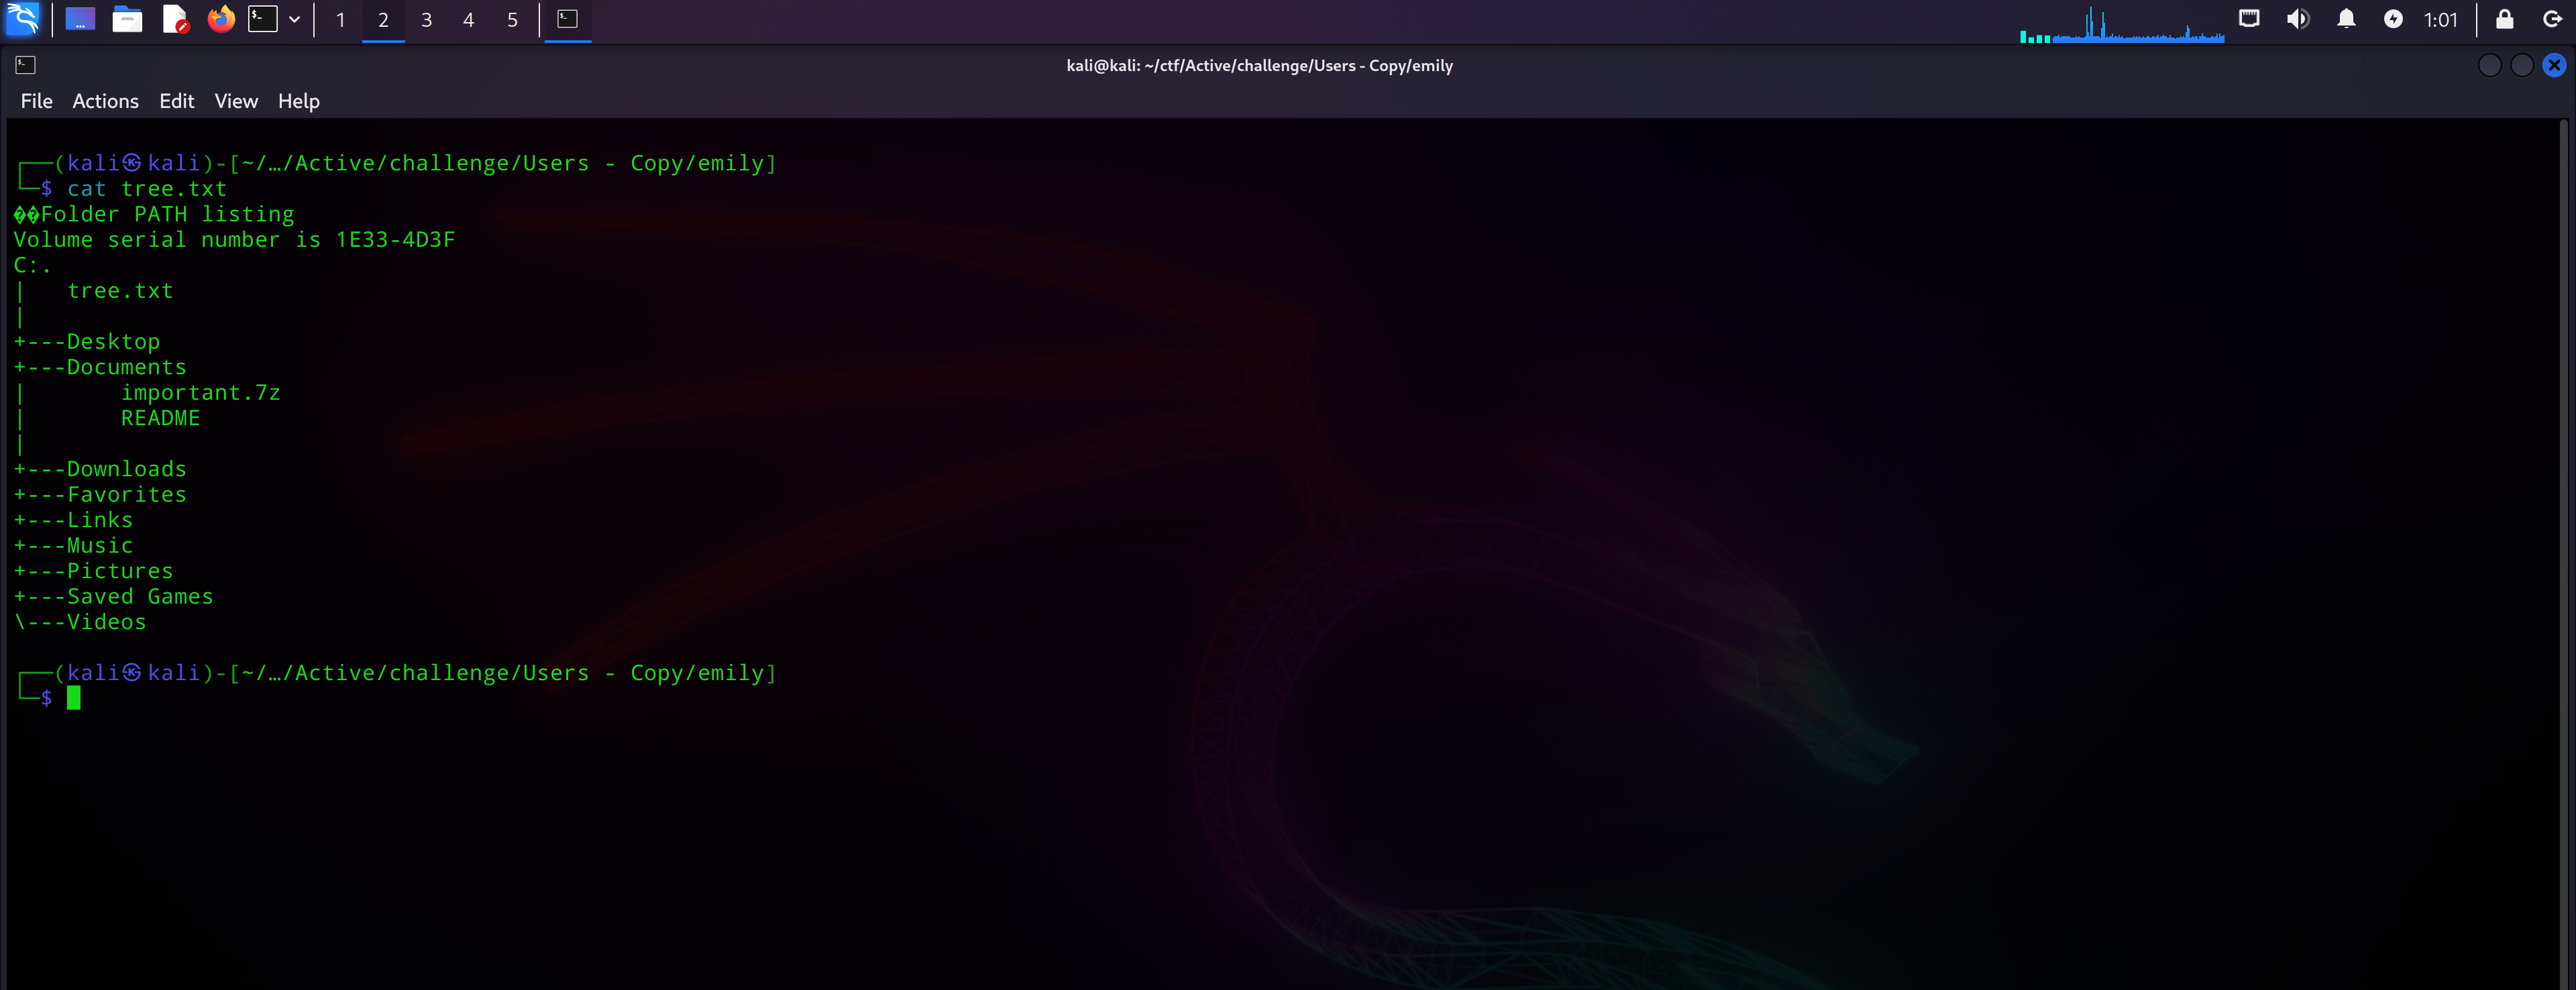 1 2 3 4 5 1:01
kali@kali: ~/ctf/Active/challenge/Users - Copy/emily
File Actions Edit View Help
┌──(kali㉿kali)-[~/…/Active/challenge/Users - Copy/emily]
└─$ cat tree.txt
��Folder PATH listing
Volume serial number is 1E33-4D3F
C:.
|   tree.txt
|
+---Desktop
+---Documents
|       important.7z
|       README
|
+---Downloads
+---Favorites
+---Links
+---Music
+---Pictures
+---Saved Games
\---Videos
┌──(kali㉿kali)-[~/…/Active/challenge/Users - Copy/emily]
└─$